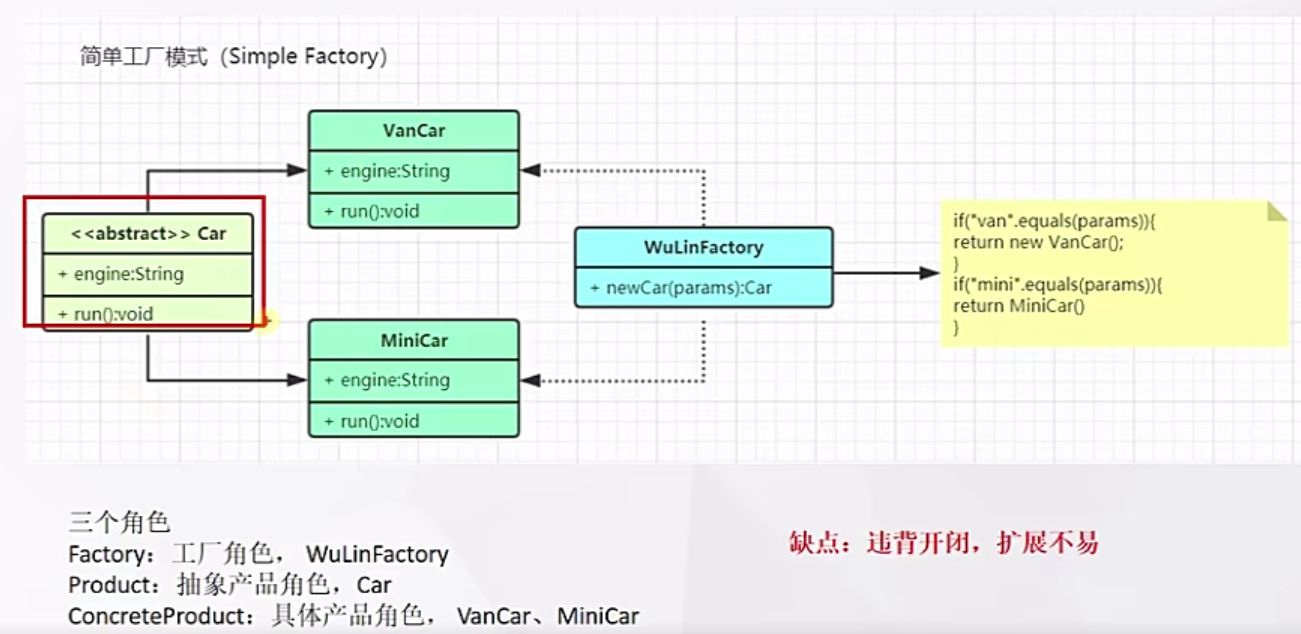 简单工厂模式（Simple Factory）
VanCar
+ engine:String
+ run():void
<<abstract>> Car
+ engine:String
+ run():void
WuLinFactory
+ newCar(params):Car
if("van".equals(params)){
return new VanCar();
}
if("mini".equals(params)){
return MiniCar()
}
MiniCar
+ engine:String
+ run():void
三个角色
Factory：工厂角色， WuLinFactory
Product：抽象产品角色，Car
ConcreteProduct：具体产品角色， VanCar、MiniCar
缺点：违背开闭，扩展不易